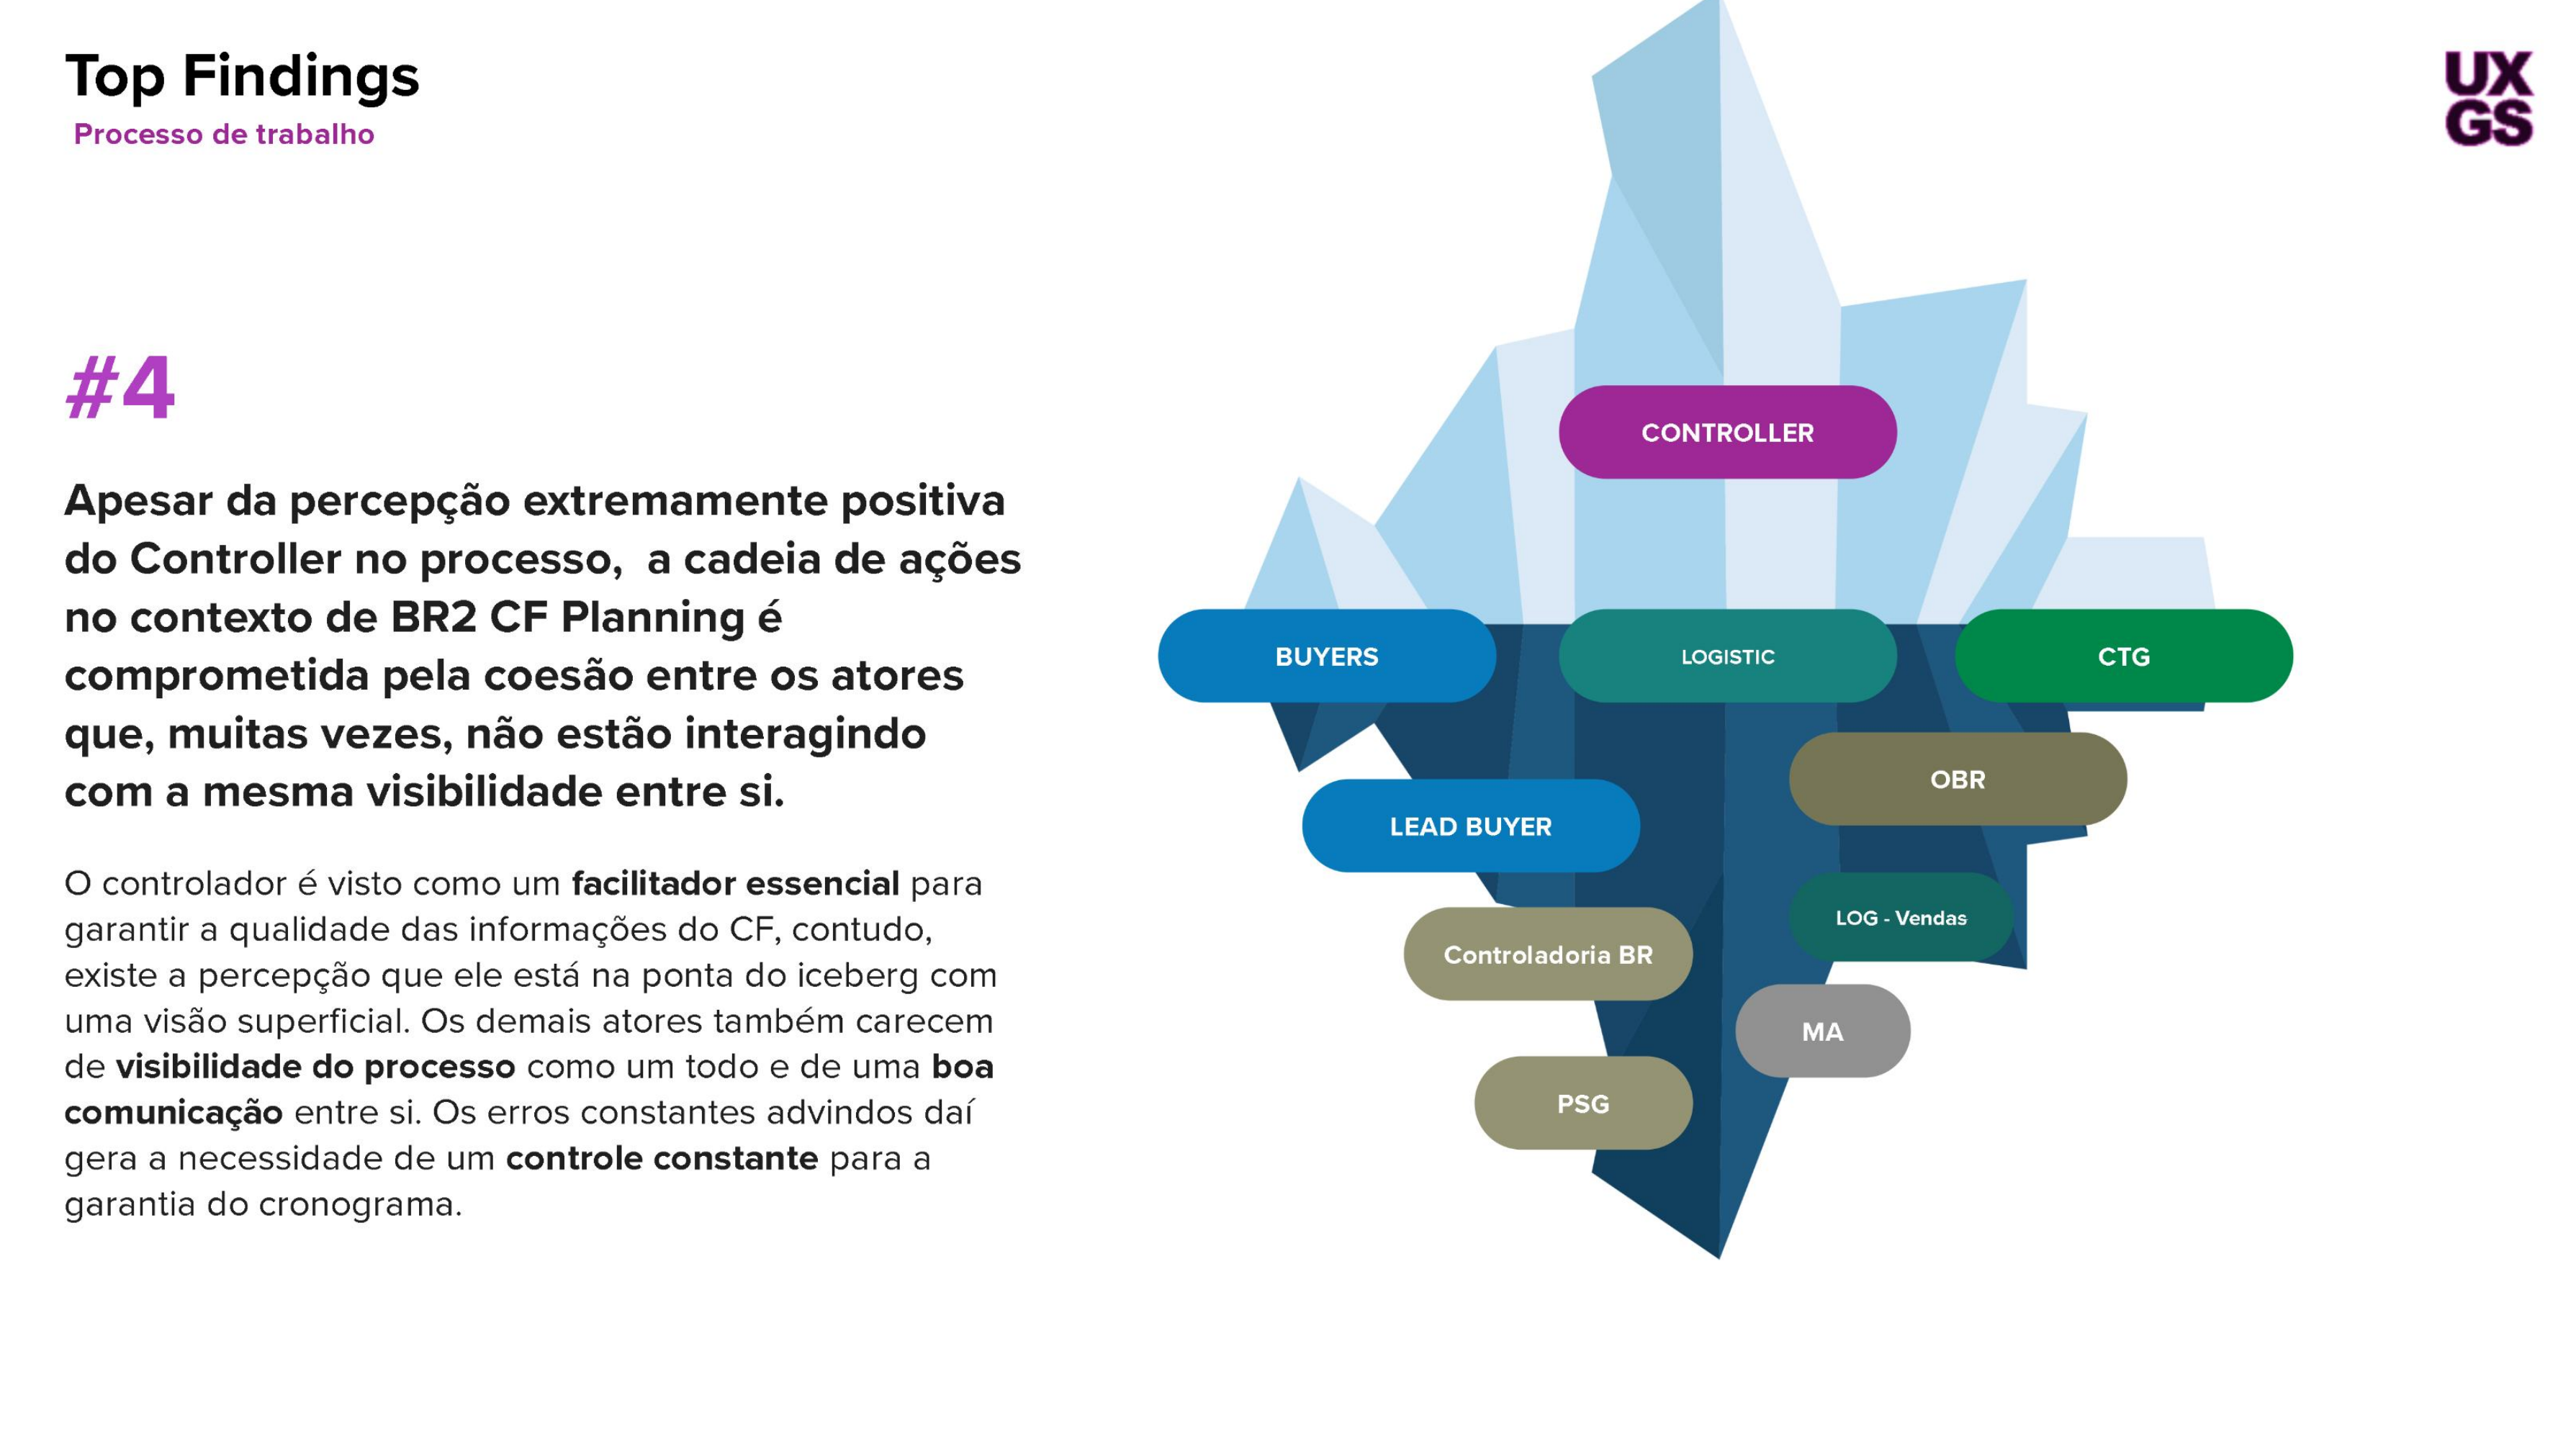 Top Findings
Processo de trabalho
UX
GS
#4
Apesar da percepção extremamente positiva
do Controller no processo,  a cadeia de ações
no contexto de BR2 CF Planning é
comprometida pela coesão entre os atores
que, muitas vezes, não estão interagindo
com a mesma visibilidade entre si.
O controlador é visto como um facilitador essencial para
garantir a qualidade das informações do CF, contudo,
existe a percepção que ele está na ponta do iceberg com
uma visão superficial. Os demais atores também carecem
de visibilidade do processo como um todo e de uma boa
comunicação entre si. Os erros constantes advindos daí
gera a necessidade de um controle constante para a
garantia do cronograma.
CONTROLLER
BUYERS
LOGISTIC
CTG
OBR
LEAD BUYER
LOG - Vendas
Controladoria BR
MA
PSG